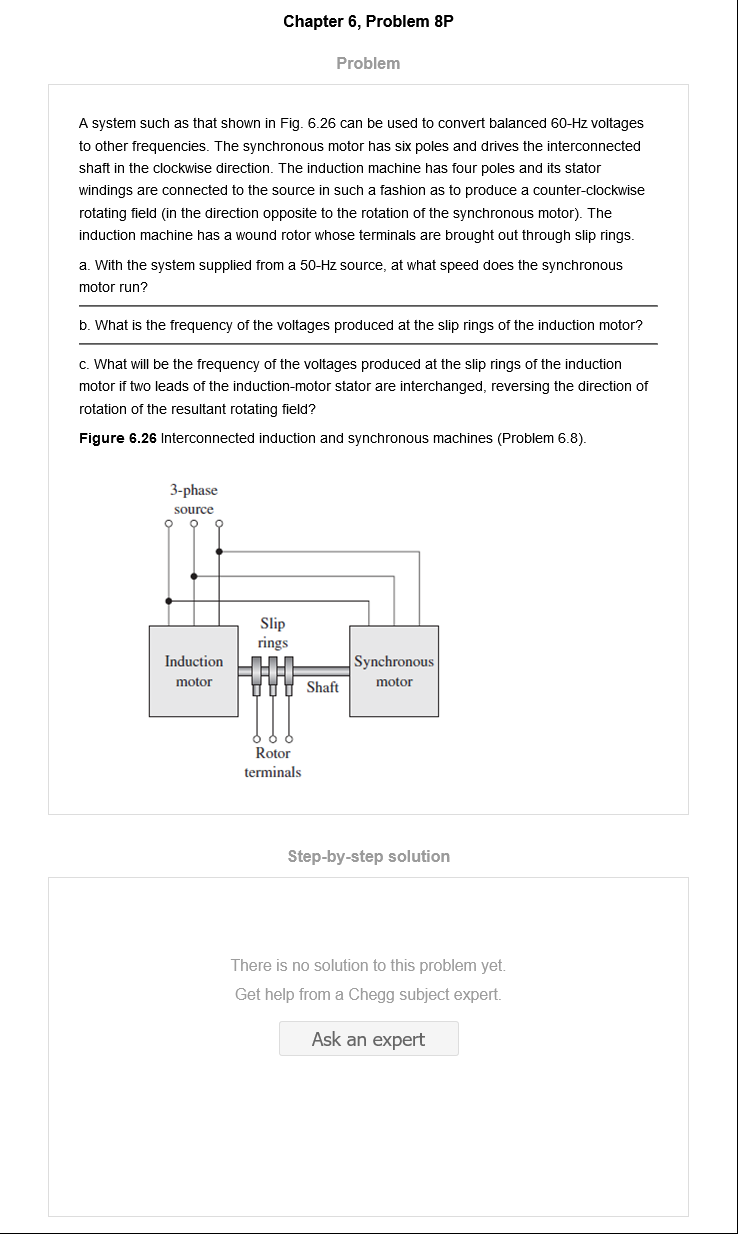 Chapter 6, Problem 8P
Problem
A system such as that shown in Fig. 6.26 can be used to convert balanced 60-Hz voltages
to other frequencies. The synchronous motor has six poles and drives the interconnected
shaft in the clockwise direction. The induction machine has four poles and its stator
windings are connected to the source in such a fashion as to produce a counter-clockwise
rotating field (in the direction opposite to the rotation of the synchronous motor). The
induction machine has a wound rotor whose terminals are brought out through slip rings.
a. With the system supplied from a 50-Hz source, at what speed does the synchronous
motor run?
b. What is the frequency of the voltages produced at the slip rings of the induction motor?
c. What will be the frequency of the voltages produced at the slip rings of the induction
motor if two leads of the induction-motor stator are interchanged, reversing the direction of
rotation of the resultant rotating field?
Figure 6.26 Interconnected induction and synchronous machines (Problem 6.8).
3-phase
source
Slip
rings
Induction
motor
Synchronous
motor
Shaft
Rotor
terminals
Step-by-step solution
There is no solution to this problem yet.
Get help from a Chegg subject expert.
Ask an expert